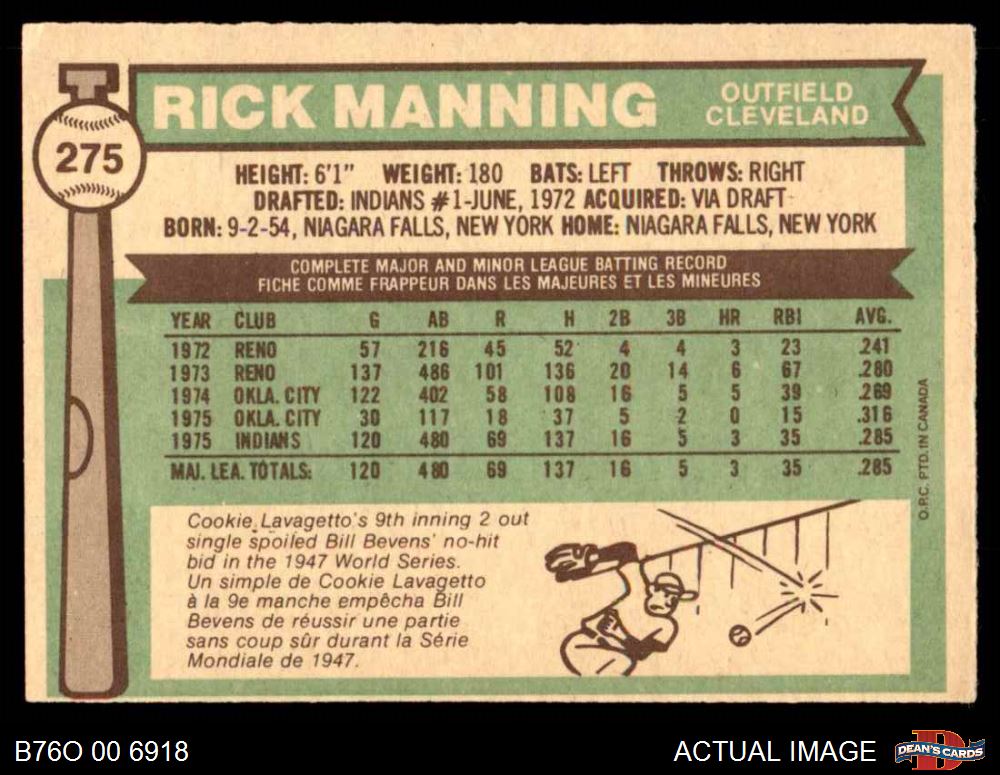 275
RICK MANNING
OUTFIELD
CLEVELAND
HEIGHT: 6'1" WEIGHT: 180 BATS: LEFT THROWS: RIGHT
DRAFTED: INDIANS #1-JUNE, 1972 ACQUIRED: VIA DRAFT
BORN: 9-2-54, NIAGARA FALLS, NEW YORK HOME: NIAGARA FALLS, NEW YORK
COMPLETE MAJOR AND MINOR LEAGUE BATTING RECORD
FICHE COMME FRAPPEUR DANS LES MAJEURES ET LES MINEURES
YEAR CLUB G AB R H 2B 3B HR RBI AVG.
1972 RENO 57 216 45 52 4 4 3 23 .241
1973 RENO 137 486 101 136 20 14 6 67 .280
1974 OKLA. CITY 122 402 58 108 16 5 5 39 .269
1975 OKLA. CITY 30 117 18 37 5 2 0 15 .316
1975 INDIANS 120 480 69 137 16 5 3 35 .285
MAJ. LEA. TOTALS: 120 480 69 137 16 5 3 35 .285
O.P.C. PTD. IN CANADA
Cookie Lavagetto's 9th inning 2 out
single spoiled Bill Bevens' no-hit
bid in the 1947 World Series.
Un simple de Cookie Lavagetto
à la 9e manche empêcha Bill
Bevens de réussir une partie
sans coup sûr durant la Série
Mondiale de 1947.
B76O 00 6918
ACTUAL IMAGE
DEAN'S CARDS